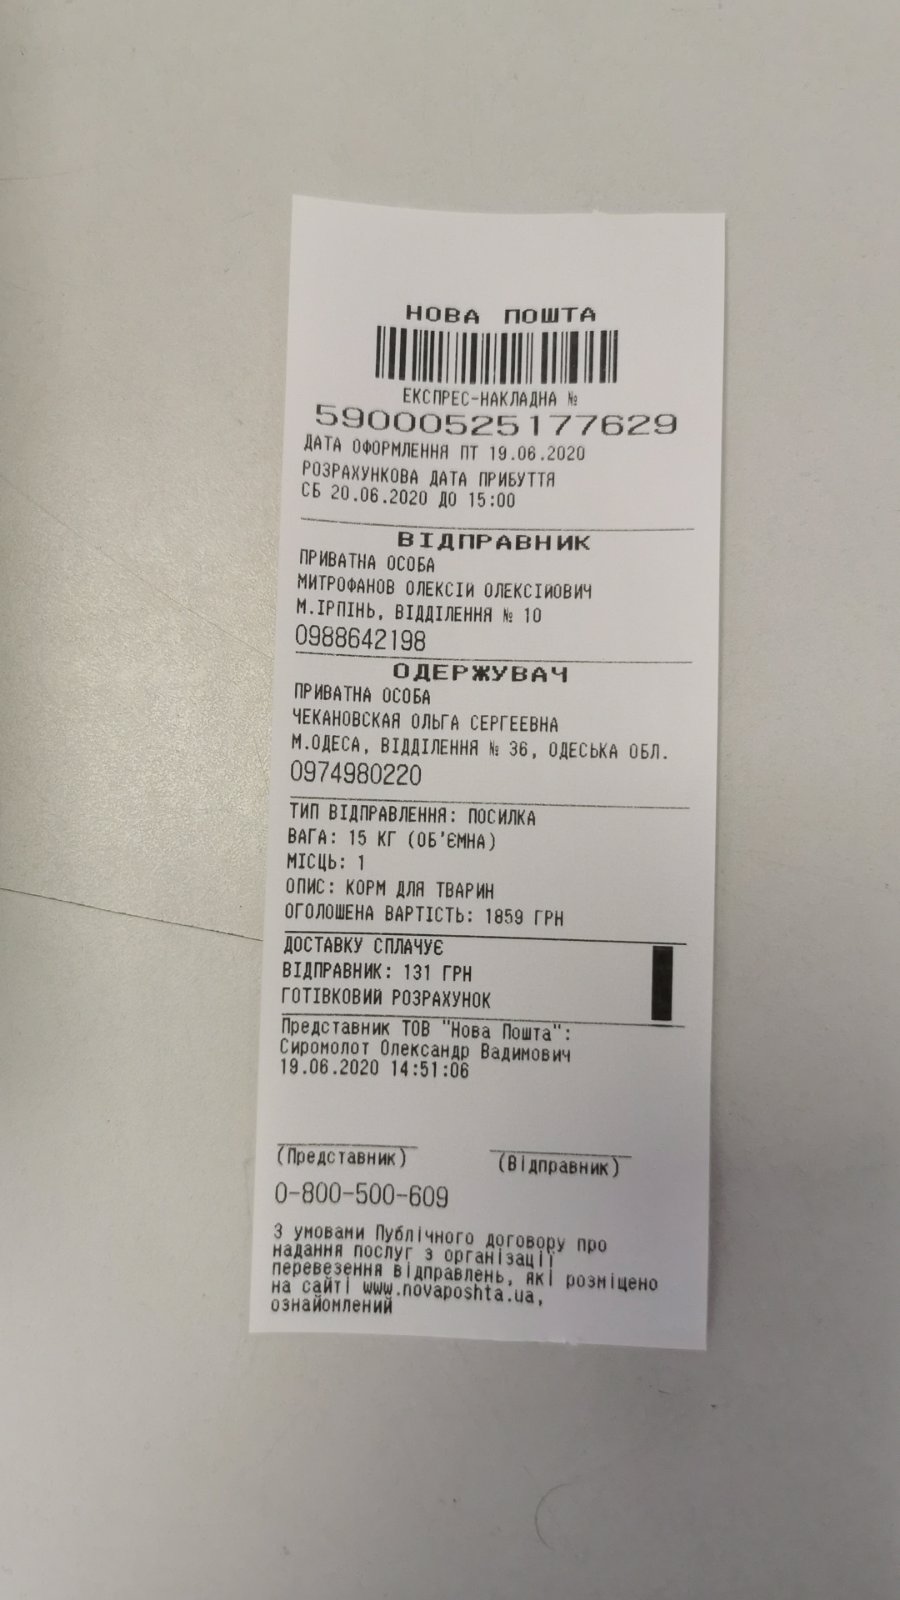 НОВА ПОШТА
ЕКСПРЕС-НАКЛАДНА №
59000525177629
ДАТА ОФОРМЛЕННЯ ПТ 19.06.2020
РОЗРАХУНКОВА ДАТА ПРИБУТТЯ
СБ 20.06.2020 ДО 15:00
ВІДПРАВНИК
ПРИВАТНА ОСОБА
МИТРОФАНОВ ОЛЕКСІЙ ОЛЕКСІЙОВИЧ
М.ІРПІНЬ, ВІДДІЛЕННЯ № 10
0988642198
ОДЕРЖУВАЧ
ПРИВАТНА ОСОБА
ЧЕКАНОВСКАЯ ОЛЬГА СЕРГЕЕВНА
М.ОДЕСА, ВІДДІЛЕННЯ № 36, ОДЕСЬКА ОБЛ.
0974980220
ТИП ВІДПРАВЛЕННЯ: ПОСИЛКА
ВАГА: 15 КГ (ОБ'ЄМНА)
МІСЦЬ: 1
ОПИС: КОРМ ДЛЯ ТВАРИН
ОГОЛОШЕНА ВАРТІСТЬ: 1859 ГРН
ДОСТАВКУ СПЛАЧУЄ
ВІДПРАВНИК: 131 ГРН
ГОТІВКОВИЙ РОЗРАХУНОК
Представник ТОВ "Нова Пошта":
Сиромолот Олександр Вадимович
19.06.2020 14:51:06
(Представник) (Відправник)
0-800-500-609
З умовами Публічного договору про
надання послуг з організації
перевезення відправлень, які розміщено
на сайті www.novaposhta.ua,
ознайомлений